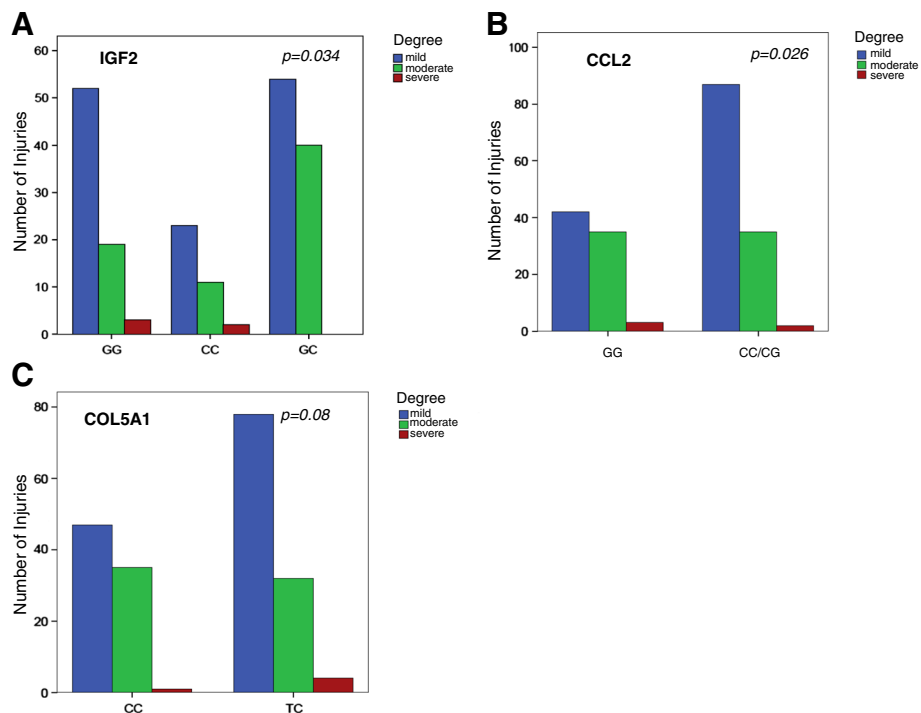 A
IGF2
p=0.034
Degree
mild
moderate
severe
60
50
40
30
20
10
0
Number of Injuries
GG
CC
GC
B
CCL2
p=0.026
Degree
mild
moderate
severe
100
80
60
40
20
0
Number of Injuries
GG
CC/CG
C
COL5A1
p=0.08
Degree
mild
moderate
severe
80
60
40
20
0
Number of Injuries
CC
TC